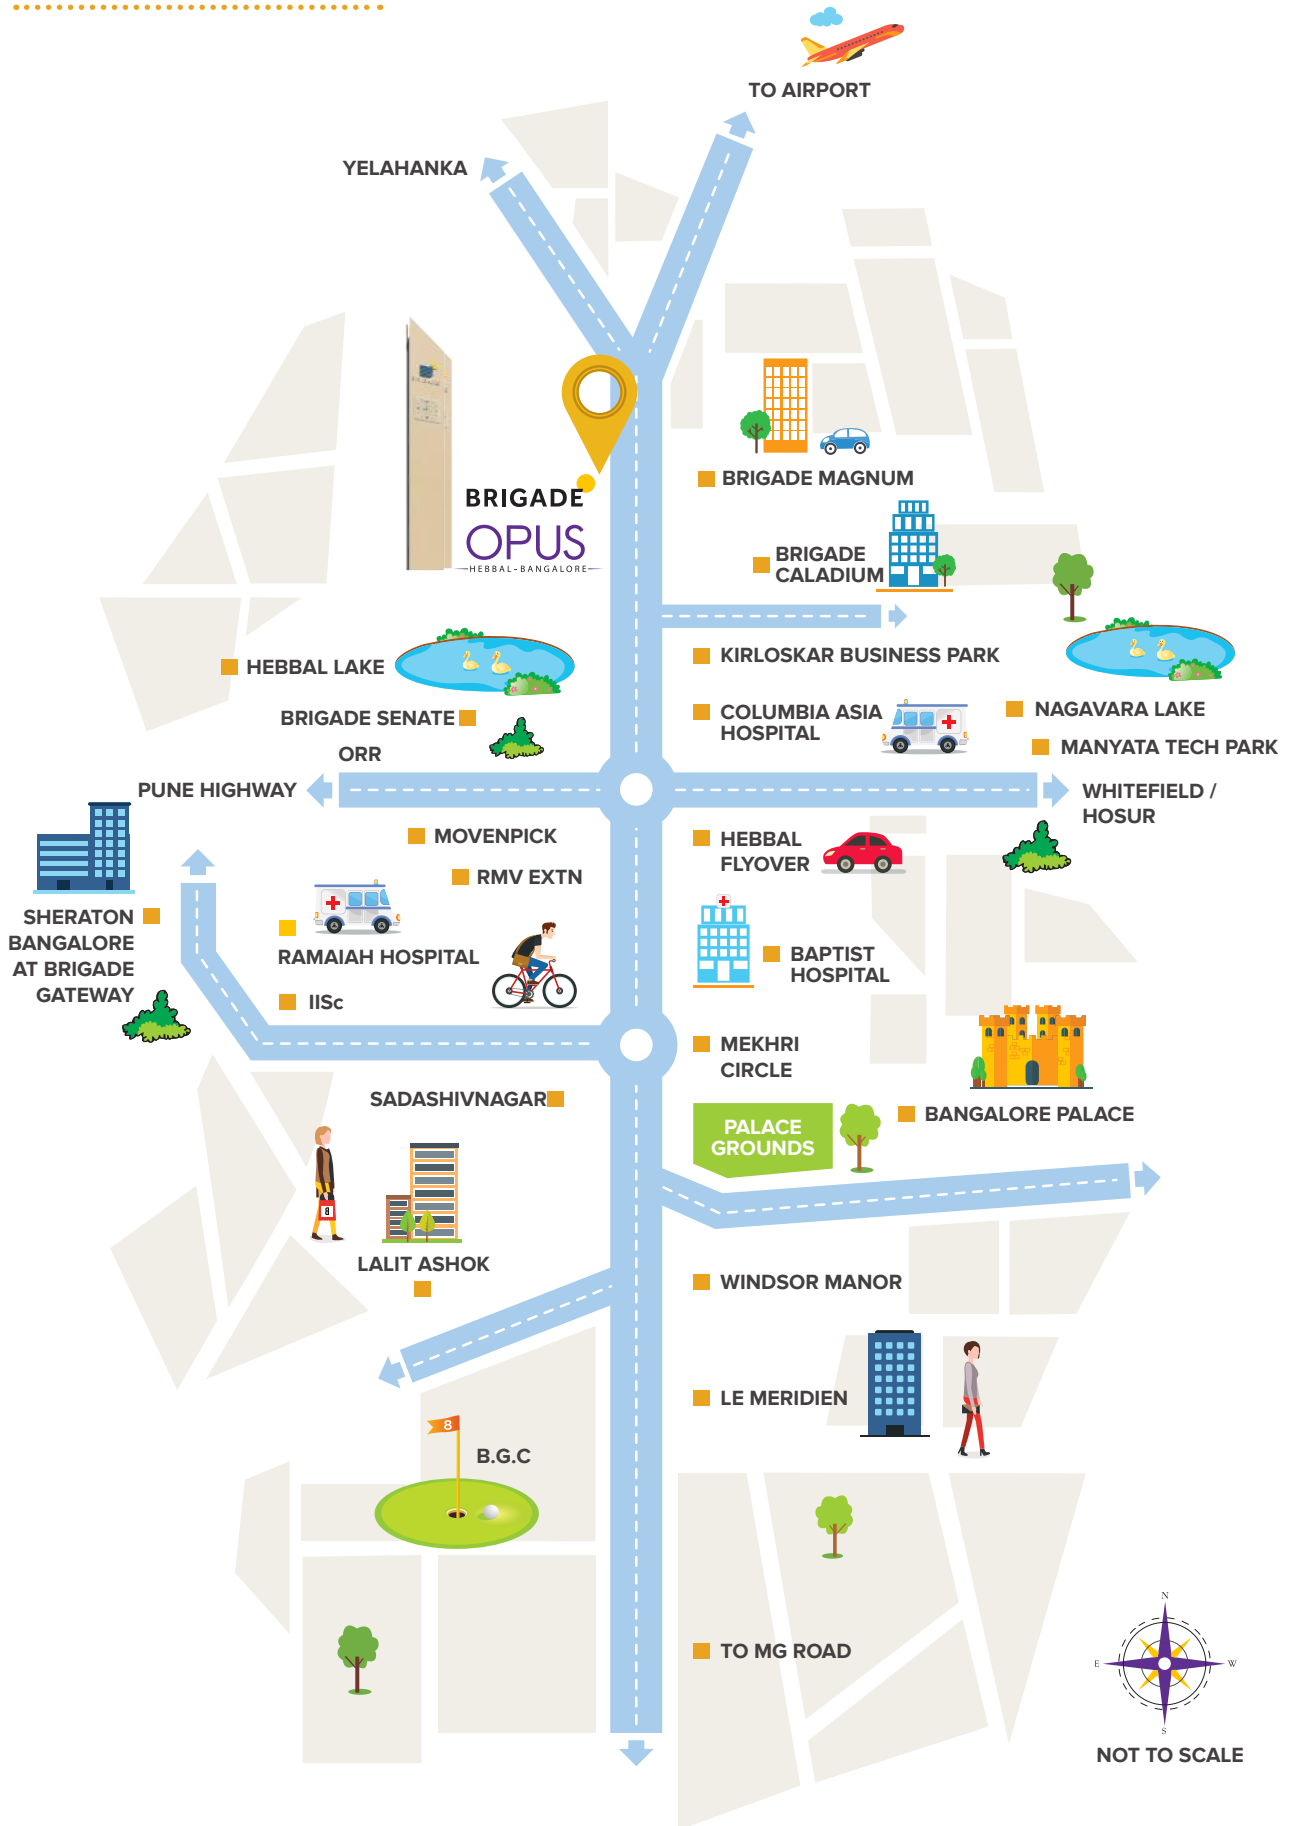 TO AIRPORT
YELAHANKA
BRIGADE MAGNUM
BRIGADE
OPUS
HEBBAL-BANGALORE
BRIGADE
CALADIUM
HEBBAL LAKE
KIRLOSKAR BUSINESS PARK
BRIGADE SENATE
COLUMBIA ASIA
HOSPITAL
NAGAVARA LAKE
ORR
MANYATA TECH PARK
PUNE HIGHWAY
WHITEFIELD /
HOSUR
MOVENPICK
HEBBAL
FLYOVER
RMV EXTN
SHERATON
BANGALORE
AT BRIGADE
GATEWAY
RAMAIAH HOSPITAL
BAPTIST
HOSPITAL
IISc
MEKHRI
CIRCLE
SADASHIVNAGAR
PALACE
GROUNDS
BANGALORE PALACE
8
LALIT ASHOK
WINDSOR MANOR
LE MERIDIEN
8
B.G.C
TO MG ROAD
N
E
W
S
NOT TO SCALE